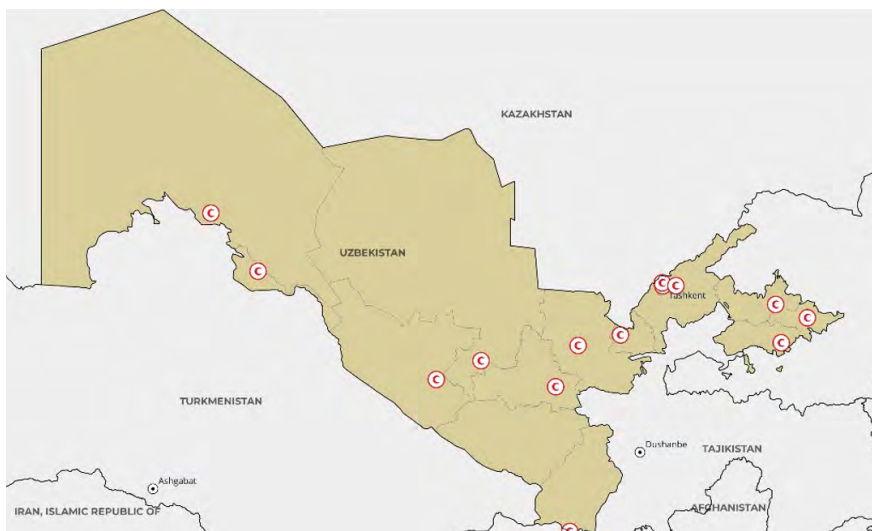 KAZAKHSTAN
C
UZBEKISTAN
C
C
C
Tashkent
C
C
C
C
C
C
C
C
TURKMENISTAN
Dushanbe
TAJIKISTAN
Ashgabat
AFGHANISTAN
IRAN, ISLAMIC REPUBLIC OF
C